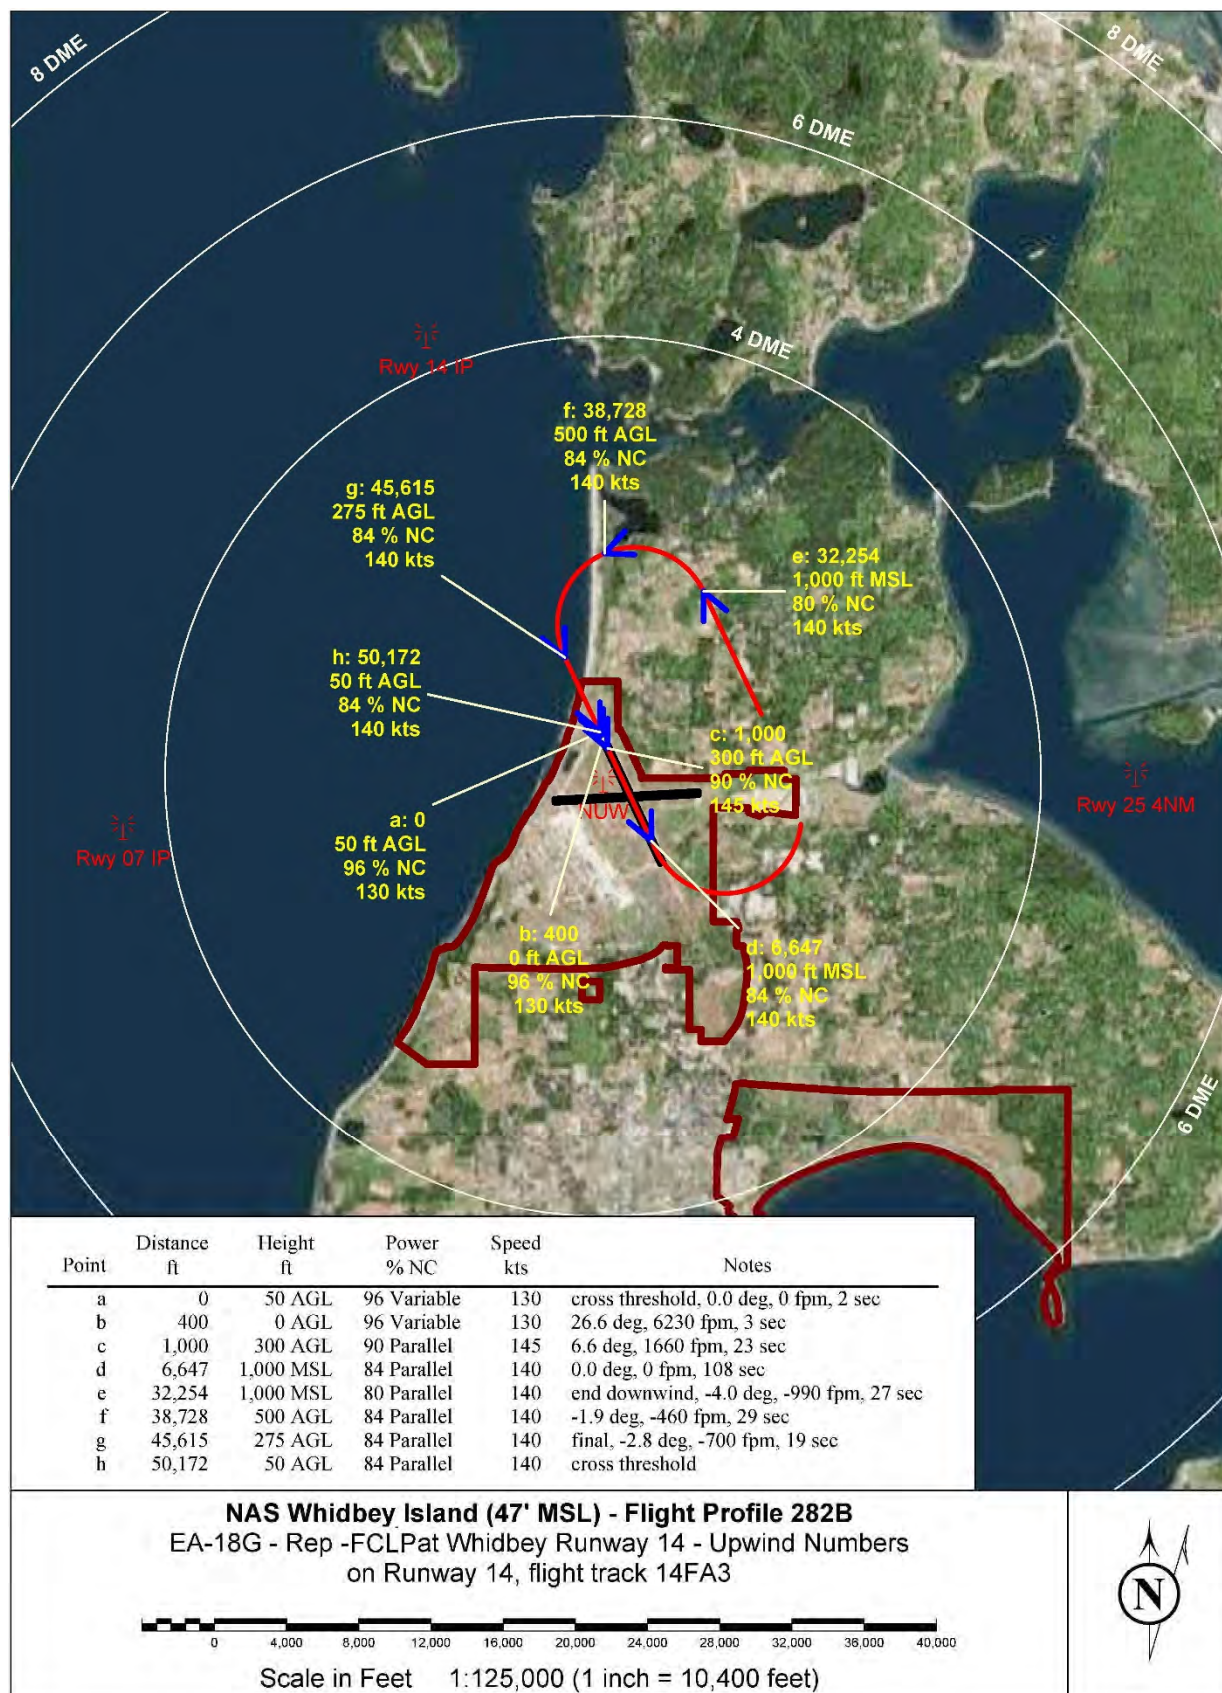 8 DME
8 DME
6 DME
4 DME
Rwy 14 IP
f: 38,728
500 ft AGL
84 % NC
140 kts
g: 45,615
275 ft AGL
84 % NC
140 kts
e: 32,254
1,000 ft MSL
80 % NC
140 kts
h: 50,172
50 ft AGL
84 % NC
140 kts
c: 1,000
300 ft AGL
90 % NC
145 kts
NUW
Rwy 25 4NM
a: 0
50 ft AGL
96 % NC
130 kts
Rwy 07 IP
b: 400
0 ft AGL
96 % NC
130 kts
d: 6,647
1,000 ft MSL
84 % NC
140 kts
6 DME
Distance Height Power Speed
Point ft ft % NC kts Notes
a 0 50 AGL 96 Variable 130 cross threshold, 0.0 deg, 0 fpm, 2 sec
b 400 0 AGL 96 Variable 130 26.6 deg, 6230 fpm, 3 sec
c 1,000 300 AGL 90 Parallel 145 6.6 deg, 1660 fpm, 23 sec
d 6,647 1,000 MSL 84 Parallel 140 0.0 deg, 0 fpm, 108 sec
e 32,254 1,000 MSL 80 Parallel 140 end downwind, -4.0 deg, -990 fpm, 27 sec
f 38,728 500 AGL 84 Parallel 140 -1.9 deg, -460 fpm, 29 sec
g 45,615 275 AGL 84 Parallel 140 final, -2.8 deg, -700 fpm, 19 sec
h 50,172 50 AGL 84 Parallel 140 cross threshold
NAS Whidbey Island (47' MSL) - Flight Profile 282B
EA-18G - Rep -FCLPat Whidbey Runway 14 - Upwind Numbers
on Runway 14, flight track 14FA3
0 4,000 8,000 12,000 16,000 20,000 24,000 28,000 32,000 36,000 40,000
Scale in Feet 1:125,000 (1 inch = 10,400 feet)
N